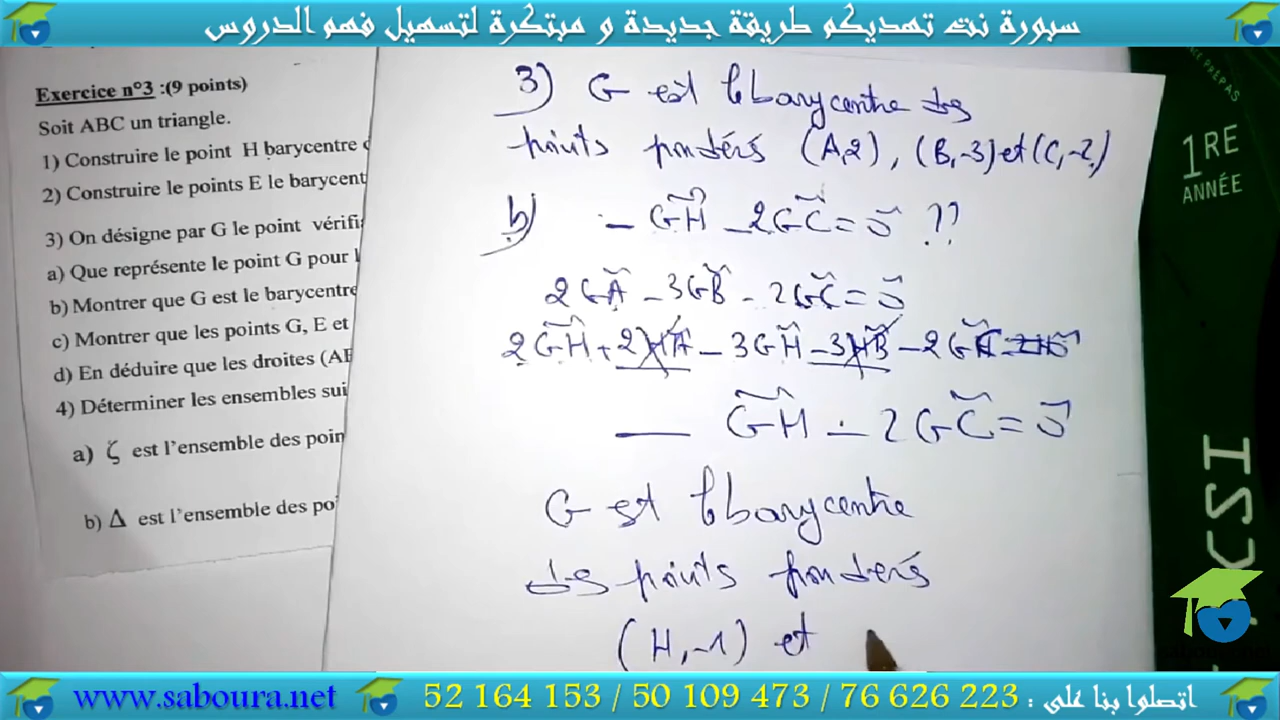 سبورة نت تهديكم طريقة جديدة و مبتكرة لتسهيل فهم الدروس
Exercice n°3 :(9 points)
Soit ABC un triangle.
1) Construire le point H barycentre
2) Construire le points E le barycent
3) On désigne par G le point vérifi
a) Que représente le point G pour
b) Montrer que G est le barycentre
c) Montrer que les points G, E et
d) En déduire que les droites (AE
4) Déterminer les ensembles sui
a) ζ est l'ensemble des poin
b) Δ est l'ensemble des po
3) G est le barycentre des
points pondérés (A,2), (B,-3) et (C,-2)
b) - GH - 2GC = 0 ??
2GA - 3GB - 2GC = 0
2GH + 2HA - 3GH - 3HB - 2GC = 0
- GH - 2GC = 0
G est le barycentre
des points pondérés
(H,-1) et
1RE
ANNÉE
www.saboura.net
52 164 153 / 50 109 473 / 76 626 223 : اتصلوا بنا على